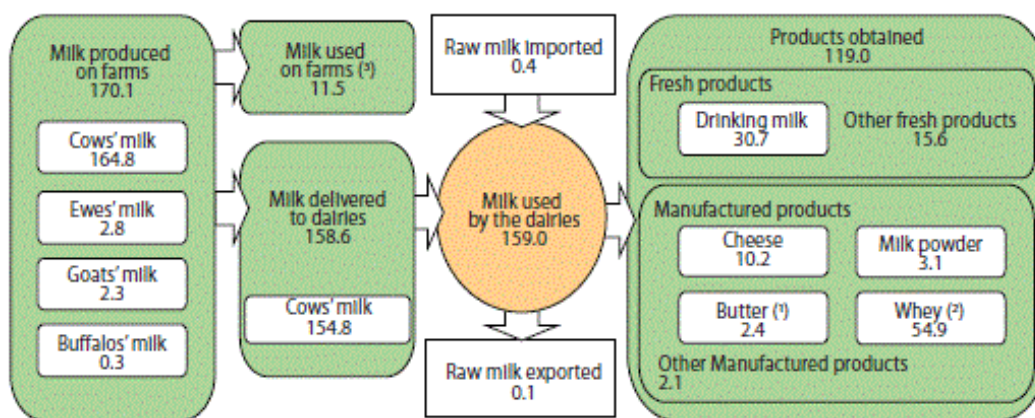 Milk produced
on farms
170.1
Cows' milk
164.8
Ewes' milk
2.8
Goats' milk
2.3
Buffalos' milk
0.3
Milk used
on farms (³)
11.5
Milk delivered
to dairies
158.6
Cows' milk
154.8
Raw milk imported
0.4
Milk used
by the dairies
159.0
Raw milk exported
0.1
Products obtained
119.0
Fresh products
Drinking milk
30.7
Other fresh products
15.6
Manufactured products
Cheese
10.2
Milk powder
3.1
Butter (¹)
2.4
Whey (²)
54.9
Other Manufactured products
2.1